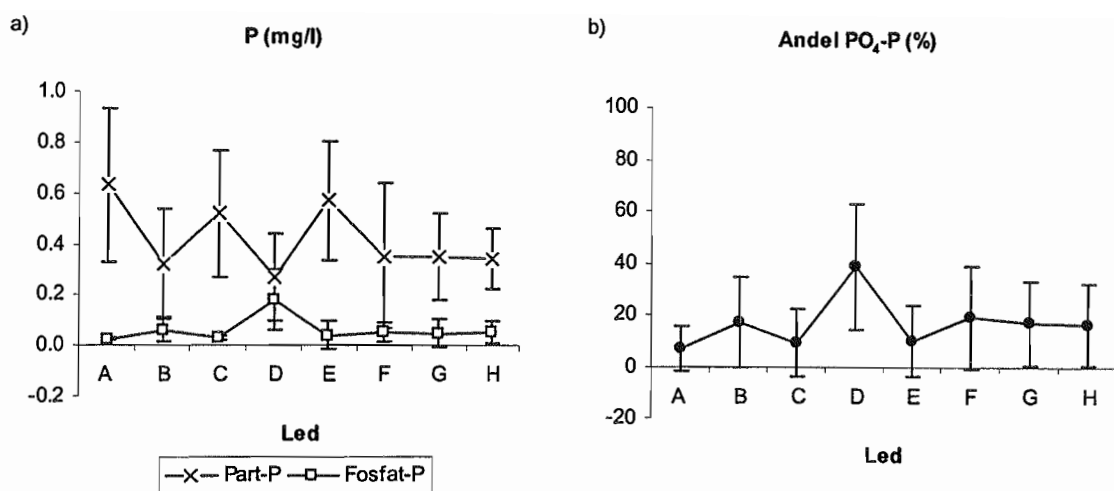 a)
P (mg/l)
1.0
0.8
0.6
0.4
0.2
0.0
-0.2
A B C D E F G H
Led
Part-P Fosfat-P
b)
Andel PO₄-P (%)
100
80
60
40
20
0
-20
A B C D E F G H
Led